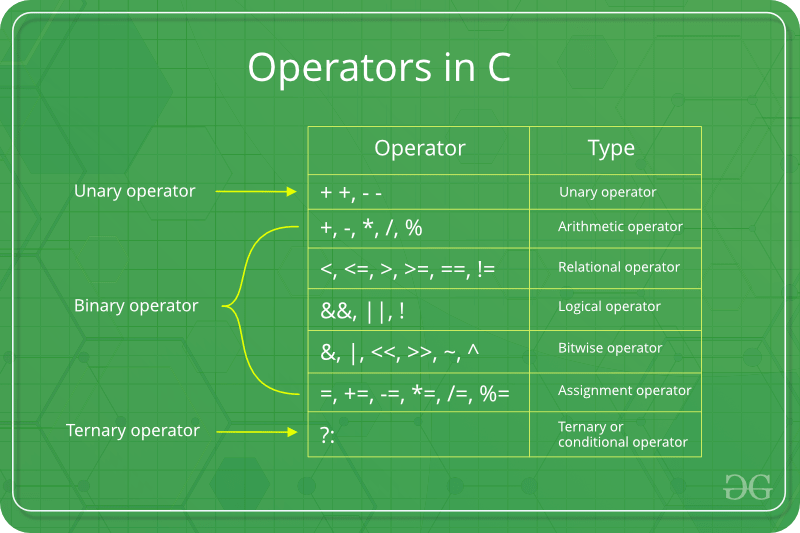 Operators in C
Operator Type
Unary operator + +, - - Unary operator
+, -, *, /, % Arithmetic operator
<, <=, >, >=, ==, != Relational operator
Binary operator &&, ||, ! Logical operator
&, |, <<, >>, ~, ^ Bitwise operator
=, +=, -=, *=, /=, %= Assignment operator
Ternary operator ?: Ternary or
conditional operator